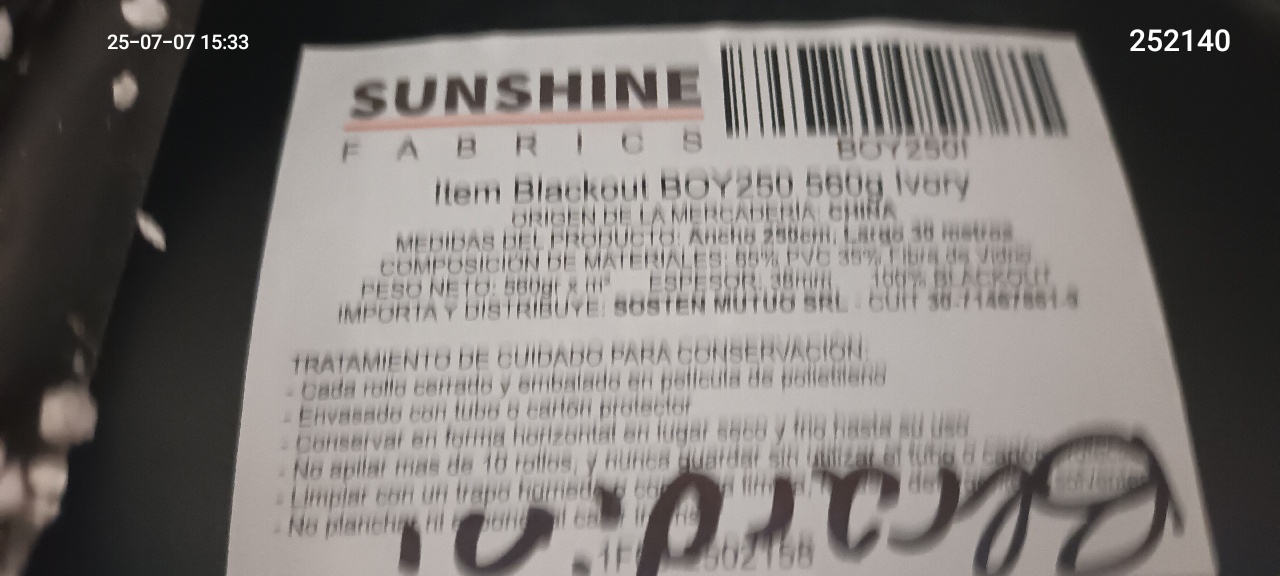 25-07-07 15:33
252140
SUNSHINE
FABRICS
BOY250I
Item Blackout BOY250 560g Ivory
ORIGEN DE LA MERCADERIA: CHINA
MEDIDAS DEL PRODUCTO: Ancho 250cm, Largo 30 metros
COMPOSICIÓN DE MATERIALES: 65% PVC 35% Fibra de Vidrio
PESO NETO: 560gr x m² ESPESOR: 38mm, 100% BLACKOUT
IMPORTA Y DISTRIBUYE: SOSTEN MUTUO SRL - CUIT
TRATAMIENTO DE CUIDADO PARA CONSERVACIÓN:
- Cada rollo cerrado y embalado en película de polietileno
- Envasado con tubo o cartón protector
- Conservar en forma horizontal en lugar seco y frio hasta su uso
- No apilar mas de 10 rollos, y nunca guardar sin utilizar el tubo o cartón
- Limpiar con un trapo húmedo
- No planchar ni